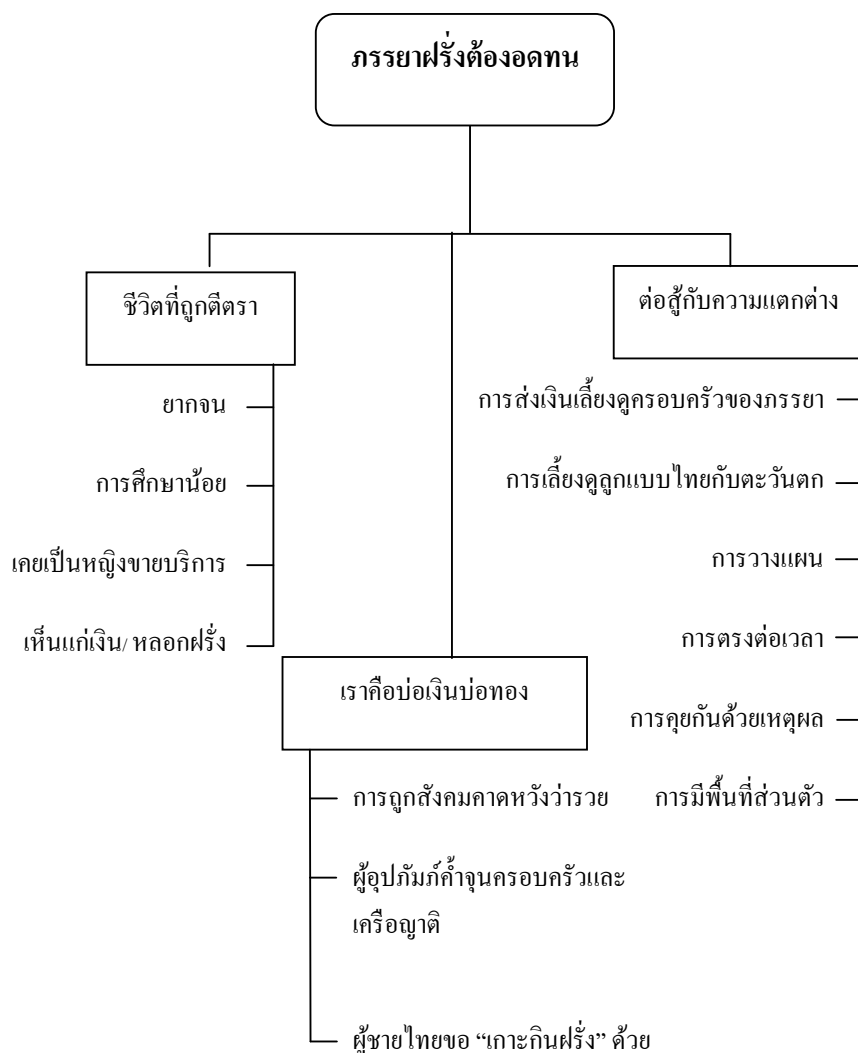 ภรรยาฝรั่งต้องอดทน
ชีวิตที่ถูกตีตรา
ยากจน
การศึกษาน้อย
เคยเป็นหญิงขายบริการ
เห็นแก่เงิน/ หลอกฝรั่ง
เราคือบ่อเงินบ่อทอง
การถูกสังคมคาดหวังว่ารวย
ผู้อุปภัมภ์ค้ำจุนครอบครัวและ
เครือญาติ
ผู้ชายไทยขอ “เกาะกินฝรั่ง” ด้วย
ต่อสู้กับความแตกต่าง
การส่งเงินเลี้ยงดูครอบครัวของภรรยา
การเลี้ยงดูลูกแบบไทยกับตะวันตก
การวางแผน
การตรงต่อเวลา
การคุยกันด้วยเหตุผล
การมีพื้นที่ส่วนตัว